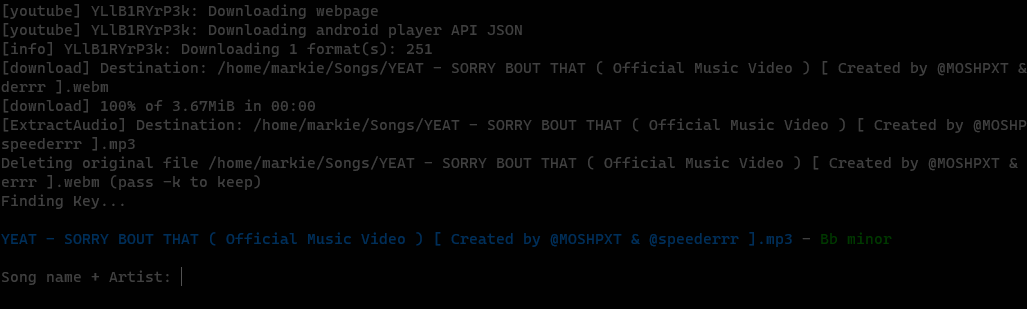 [youtube] YLlB1RYrP3k: Downloading webpage
[youtube] YLlB1RYrP3k: Downloading android player API JSON
[info] YLlB1RYrP3k: Downloading 1 format(s): 251
[download] Destination: /home/markie/Songs/YEAT - SORRY BOUT THAT ( Official Music Video ) [ Created by @MOSHPXT &
derrr ].webm
[download] 100% of 3.67MiB in 00:00
[ExtractAudio] Destination: /home/markie/Songs/YEAT - SORRY BOUT THAT ( Official Music Video ) [ Created by @MOSHP
speederrr ].mp3
Deleting original file /home/markie/Songs/YEAT - SORRY BOUT THAT ( Official Music Video ) [ Created by @MOSHPXT &
errr ].webm (pass -k to keep)
Finding Key...
YEAT - SORRY BOUT THAT ( Official Music Video ) [ Created by @MOSHPXT & @speederrr ].mp3 - Bb minor
Song name + Artist: